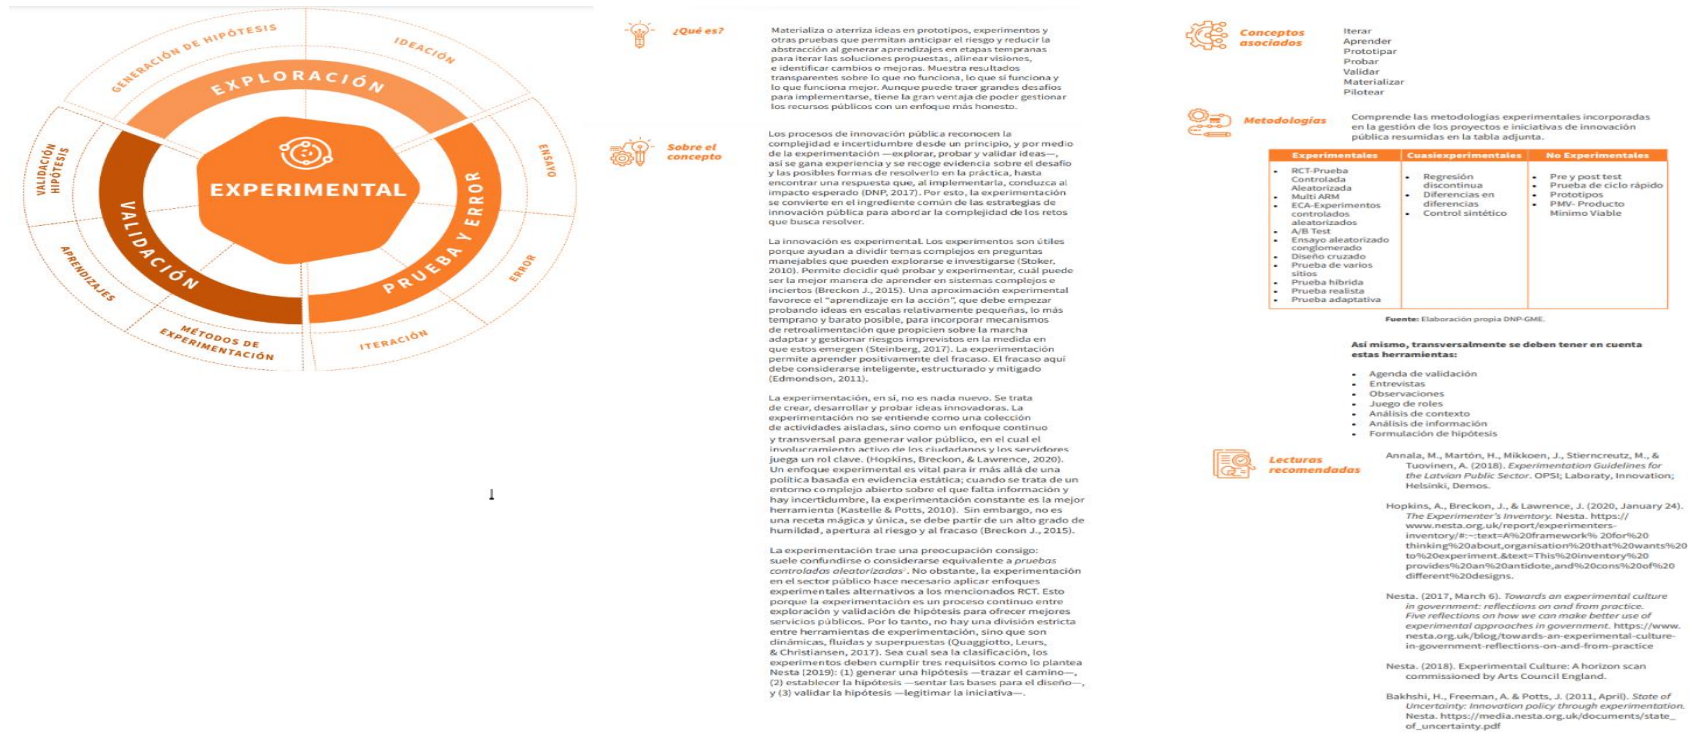 GENERACIÓN DE HIPÓTESIS
IDEACIÓN
EXPLORACIÓN
VALIDACIÓN
HIPÓTESIS
ENSAYO
EXPERIMENTAL
VALIDACIÓN
PRUEBA Y ERROR
APRENDIZAJES
ERROR
MÉTODOS DE
EXPERIMENTACIÓN
ITERACIÓN
¿Qué es?
Materializa o aterriza ideas en prototipos, experimentos y
otras pruebas que permitan anticipar el riesgo y reducir la
abstracción al generar aprendizajes en etapas tempranas
para iterar las soluciones propuestas, alinear visiones,
e identificar cambios o mejoras. Muestra resultados
transparentes sobre lo que no funciona, lo que sí funciona y
lo que funciona mejor. Aunque puede traer grandes desafíos
para implementarse, tiene la gran ventaja de poder gestionar
los recursos públicos con un enfoque más honesto.
Sobre el
concepto
Los procesos de innovación pública reconocen la
complejidad e incertidumbre desde un principio, y por medio
de la experimentación —explorar, probar y validar ideas—,
así se gana experiencia y se recoge evidencia sobre el desafío
y las posibles formas de resolverlo en la práctica, hasta
encontrar una respuesta que, al implementarla, conduzca al
impacto esperado (DNP, 2017). Por esto, la experimentación
se convierte en el ingrediente común de las estrategias de
innovación pública para abordar la complejidad de los retos
que busca resolver.
La innovación es experimental. Los experimentos son útiles
porque ayudan a dividir temas complejos en preguntas
manejables que pueden explorarse e investigarse (Stoker,
2010). Permite decidir qué probar y experimentar, cuál puede
ser la mejor manera de aprender en sistemas complejos e
inciertos (Breckon J., 2015). Una aproximación experimental
favorece el “aprendizaje en la acción”, que debe empezar
probando ideas en escalas relativamente pequeñas, lo más
temprano y barato posible, para incorporar mecanismos
de retroalimentación que propicien sobre la marcha
adaptar y gestionar riesgos imprevistos en la medida en
que estos emergen (Steinberg, 2017). La experimentación
permite aprender positivamente del fracaso. El fracaso aquí
debe considerarse inteligente, estructurado y mitigado
(Edmondson, 2011).
La experimentación, en sí, no es nada nuevo. Se trata
de crear, desarrollar y probar ideas innovadoras. La
experimentación no se entiende como una colección
de actividades aisladas, sino como un enfoque continuo
y transversal para generar valor público, en el cual el
involucramiento activo de los ciudadanos y los servidores
juega un rol clave. (Hopkins, Breckon, & Lawrence, 2020).
Un enfoque experimental es vital para ir más allá de una
política basada en evidencia estática; cuando se trata de un
entorno complejo abierto sobre el que falta información y
hay incertidumbre, la experimentación constante es la mejor
herramienta (Kastelle & Potts, 2010). Sin embargo, no es
una receta mágica y única, se debe partir de un alto grado de
humildad, apertura al riesgo y al fracaso (Breckon J., 2015).
La experimentación trae una preocupación consigo:
suele confundirse o considerarse equivalente a pruebas
controladas aleatorizadas. No obstante, la experimentación
en el sector público hace necesario aplicar enfoques
experimentales alternativos a los mencionados RCT. Esto
porque la experimentación es un proceso continuo entre
exploración y validación de hipótesis para ofrecer mejores
servicios públicos. Por lo tanto, no hay una división estricta
entre herramientas de experimentación, sino que son
dinámicas, fluidas y superpuestas (Quaggiotto, Leurs,
& Christiansen, 2017). Sea cual sea la clasificación, los
experimentos deben cumplir tres requisitos como lo plantea
Nesta (2019): (1) generar una hipótesis —trazar el camino—,
(2) establecer la hipótesis —sentar las bases para el diseño—,
y (3) validar la hipótesis —legitimar la iniciativa—.
Conceptos
asociados
Iterar
Aprender
Prototipar
Probar
Validar
Materializar
Pilotear
Metodologías
Comprende las metodologías experimentales incorporadas
en la gestión de los proyectos e iniciativas de innovación
pública resumidas en la tabla adjunta.
Experimentales
• RCT-Prueba
Controlada
Aleatorizada
• Multi ARM
• ECA-Experimentos
controlados
aleatorizados
• A/B Test
• Ensayo aleatorizado
conglomerado
• Diseño cruzado
• Prueba de varios
sitios
• Prueba híbrida
• Prueba realista
• Prueba adaptativa
Cuasiexperimentales
• Regresión
discontinua
• Diferencias en
diferencias
• Control sintético
No Experimentales
• Pre y post test
• Prueba de ciclo rápido
• Prototipos
• PMV- Producto
Mínimo Viable
Fuente: Elaboración propia DNP-GME.
Así mismo, transversalmente se deben tener en cuenta
estas herramientas:
• Agenda de validación
• Entrevistas
• Observaciones
• Juego de roles
• Análisis de contexto
• Análisis de información
• Formulación de hipótesis
Lecturas
recomendadas
Annala, M., Martón, H., Mikkoen, J., Stierncreutz, M., &
Tuovinen, A. (2018). Experimentation Guidelines for
the Latvian Public Sector. OPSI; Laboraty, Innovation;
Helsinki, Demos.
Hopkins, A., Breckon, J., & Lawrence, J. (2020, January 24).
The Experimenter’s Inventory. Nesta. https://
www.nesta.org.uk/report/experimenters-
inventory/#:~:text=A%20framework% 20for%20
thinking%20about,organisation%20that%20wants%20
to%20experiment.&text=This%20inventory%20
provides%20an%20antidote,and%20cons%20of%20
different%20designs.
Nesta. (2017, March 6). Towards an experimental culture
in government: reflections on and from practice.
Five reflections on how we can make better use of
experimental approaches in government. https://www.
nesta.org.uk/blog/towards-an-experimental-culture-
in-government-reflections-on-and-from-practice
Nesta. (2018). Experimental Culture: A horizon scan
commissioned by Arts Council England.
Bakhshi, H., Freeman, A. & Potts, J. (2011, April). State of
Uncertainty: Innovation policy through experimentation.
Nesta. https://media.nesta.org.uk/documents/state_
of_uncertainty.pdf